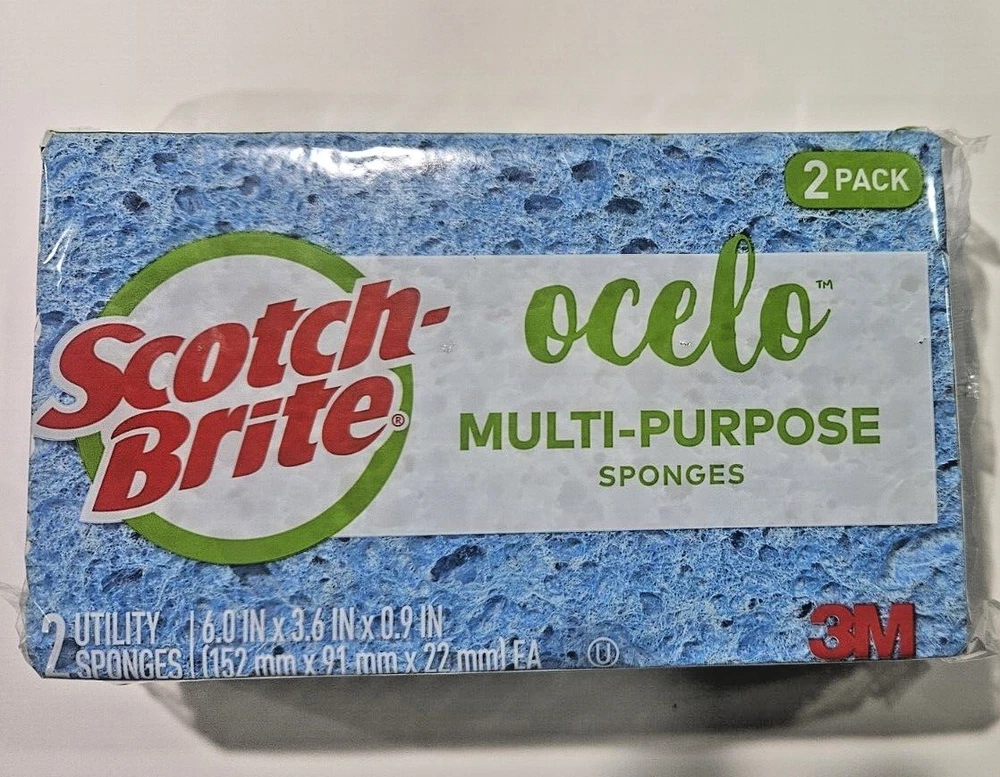 2 PACK
Scotch-
Brite®
ocelo™
MULTI-PURPOSE
SPONGES
2 UTILITY SPONGES
6.0 IN x 3.6 IN x 0.9 IN
(152 mm x 91 mm x 22 mm) EA
U
3M